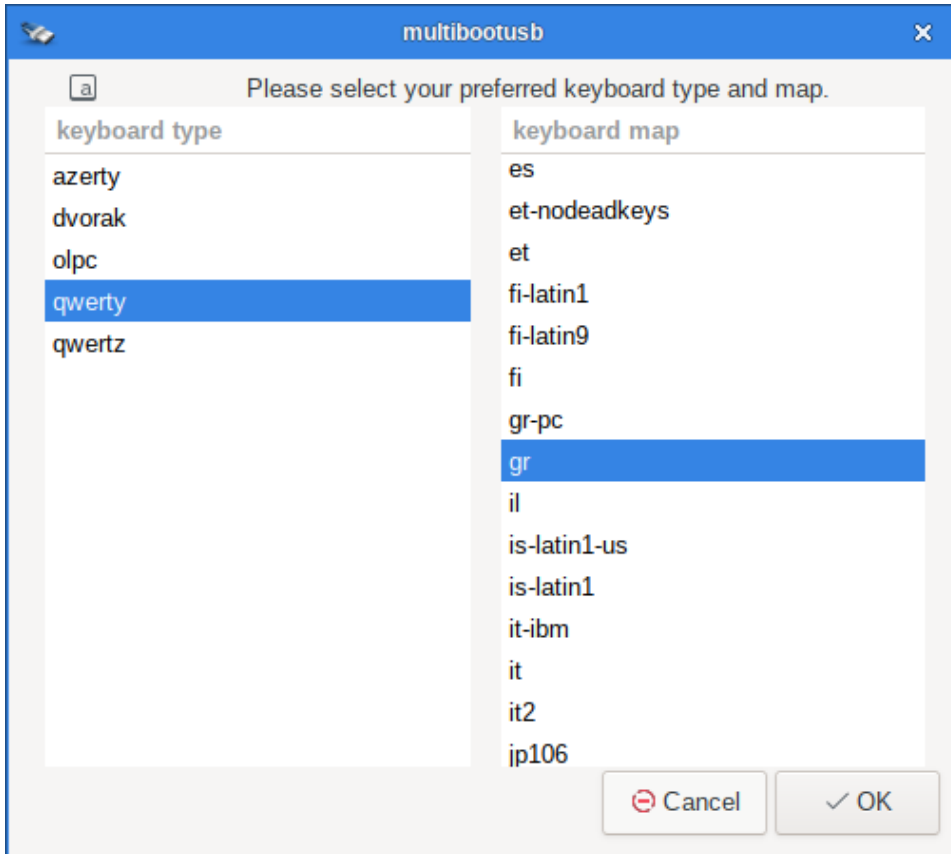 multibootusb
a
Please select your preferred keyboard type and map.
keyboard type
azerty
dvorak
olpc
qwerty
qwertz
keyboard map
es
et-nodeadkeys
et
fi-latin1
fi-latin9
fi
gr-pc
gr
il
is-latin1-us
is-latin1
it-ibm
it
it2
jp106
Cancel
OK